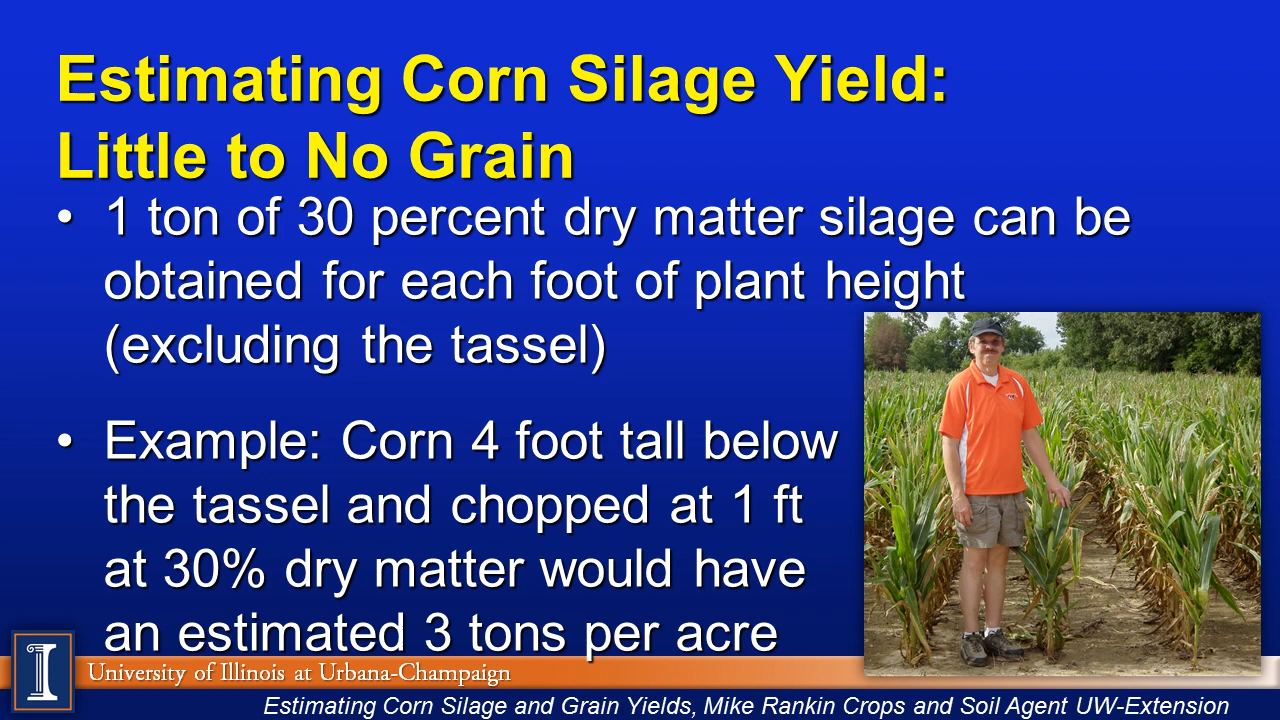 Estimating Corn Silage Yield:
Little to No Grain
• 1 ton of 30 percent dry matter silage can be
obtained for each foot of plant height
(excluding the tassel)
• Example: Corn 4 foot tall below
the tassel and chopped at 1 ft
at 30% dry matter would have
an estimated 3 tons per acre
I
University of Illinois at Urbana-Champaign
Estimating Corn Silage and Grain Yields, Mike Rankin Crops and Soil Agent UW-Extension